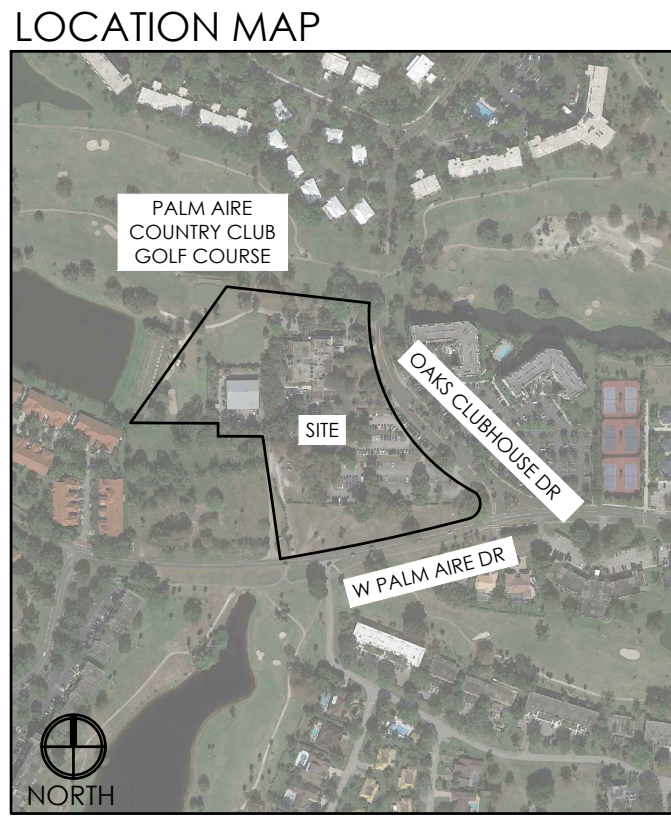 LOCATION MAP
PALM AIRE
COUNTRY CLUB
GOLF COURSE
OAKS CLUBHOUSE DR
SITE
W PALM AIRE DR
NORTH